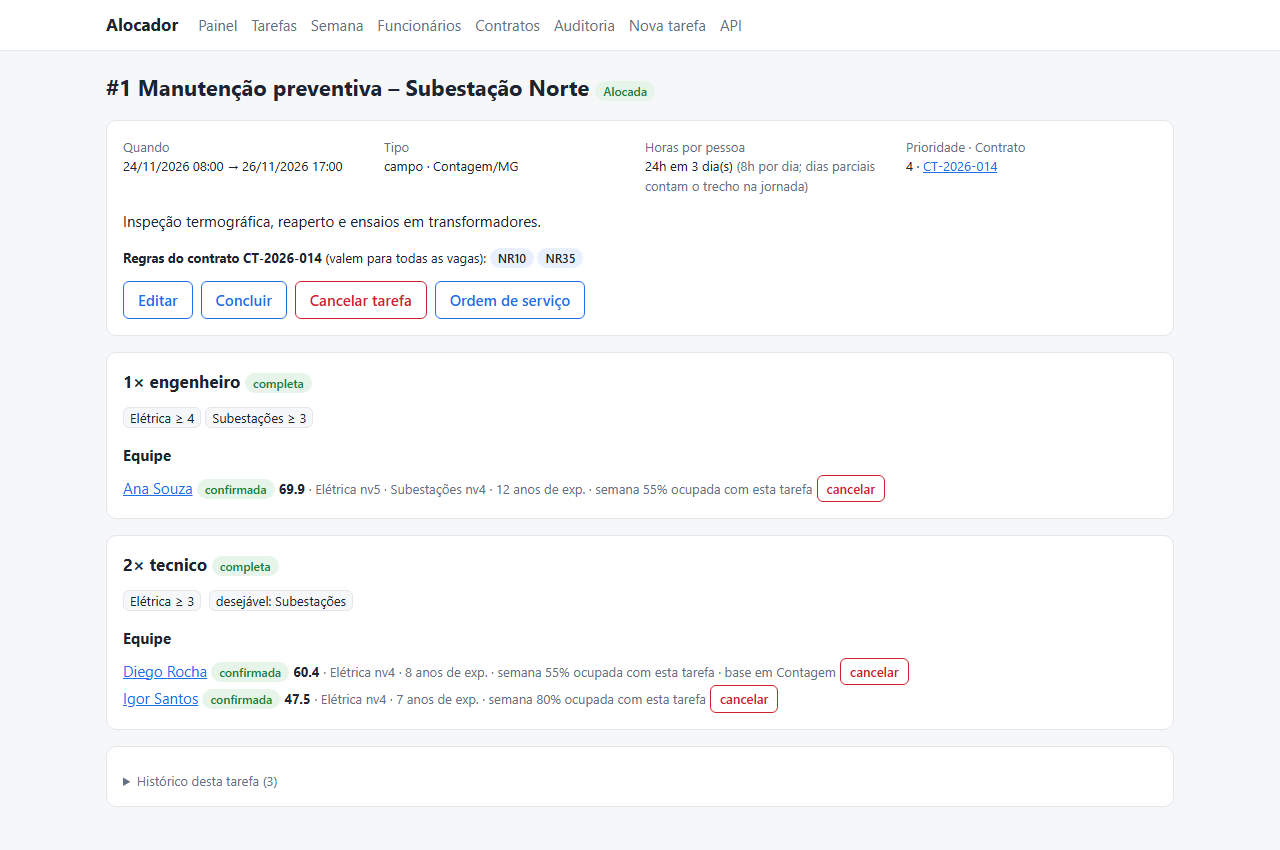 Alocador Painel Tarefas Semana Funcionários Contratos Auditoria Nova tarefa API
#1 Manutenção preventiva – Subestação Norte Alocada
Quando Tipo Horas por pessoa Prioridade · Contrato
24/11/2026 08:00 → 26/11/2026 17:00 campo · Contagem/MG 24h em 3 dia(s) (8h por dia; dias parciais 4 · CT-2026-014
contam o trecho na jornada)
Inspeção termográfica, reaperto e ensaios em transformadores.
Regras do contrato CT-2026-014 (valem para todas as vagas): NR10 NR35
Editar Concluir Cancelar tarefa Ordem de serviço
1× engenheiro completa
Elétrica ≥ 4 Subestações ≥ 3
Equipe
Ana Souza confirmada 69.9 · Elétrica nv5 · Subestações nv4 · 12 anos de exp. · semana 55% ocupada com esta tarefa cancelar
2× tecnico completa
Elétrica ≥ 3 desejável: Subestações
Equipe
Diego Rocha confirmada 60.4 · Elétrica nv4 · 8 anos de exp. · semana 55% ocupada com esta tarefa · base em Contagem cancelar
Igor Santos confirmada 47.5 · Elétrica nv4 · 7 anos de exp. · semana 80% ocupada com esta tarefa cancelar
▶ Histórico desta tarefa (3)